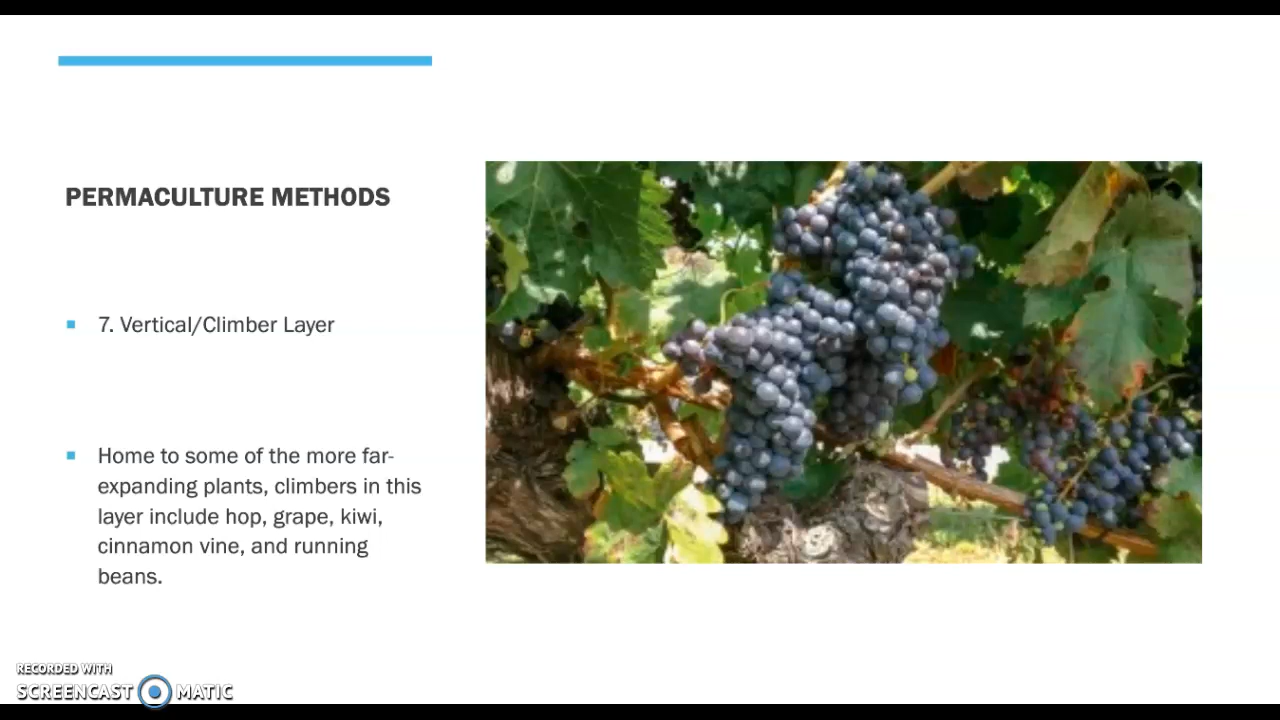 PERMACULTURE METHODS
7. Vertical/Climber Layer
Home to some of the more far-
expanding plants, climbers in this
layer include hop, grape, kiwi,
cinnamon vine, and running
beans.
RECORDED WITH
SCREENCAST MATIC